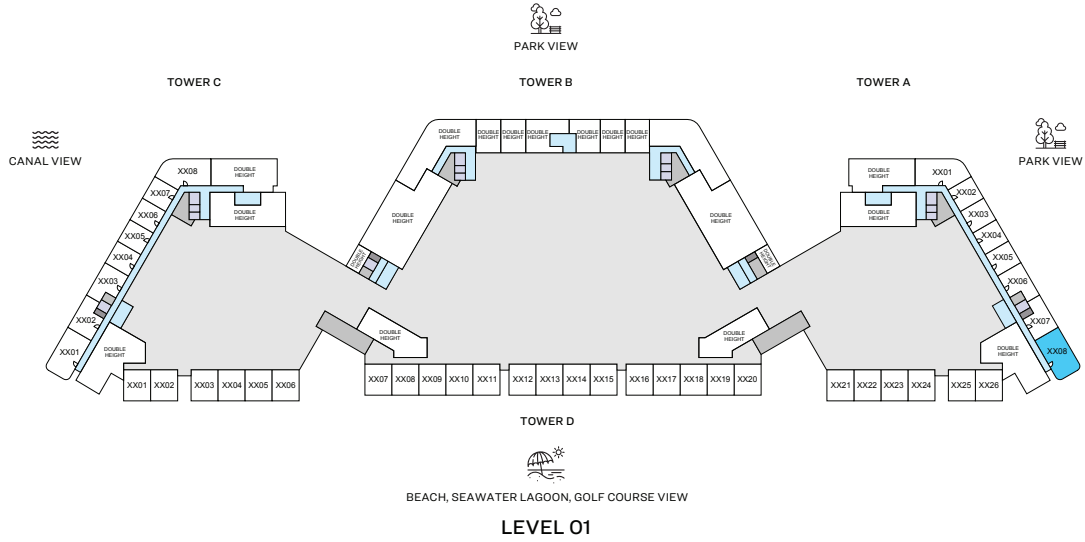 PARK VIEW
TOWER C
TOWER B
TOWER A
CANAL VIEW
PARK VIEW
DOUBLE
HEIGHT
DOUBLE
HEIGHT
DOUBLE
HEIGHT
DOUBLE
HEIGHT
DOUBLE
HEIGHT
DOUBLE
HEIGHT
DOUBLE
HEIGHT
XX08
DOUBLE
HEIGHT
XX07
XX06
XX05
XX04
XX03
XX02
XX01
DOUBLE
HEIGHT
DOUBLE
HEIGHT
DOUBLE
HEIGHT
DOUBLE
HEIGHT
DOUBLE
HEIGHT
DOUBLE
HEIGHT
DOUBLE
HEIGHT
DOUBLE
HEIGHT
DOUBLE
HEIGHT
DOUBLE
HEIGHT
XX01
XX02
XX03
XX04
XX05
XX06
XX07
XX08
DOUBLE
HEIGHT
XX01 XX02 XX03 XX04 XX05 XX06
XX07 XX08 XX09 XX10 XX11 XX12 XX13 XX14 XX15 XX16 XX17 XX18 XX19 XX20
XX21 XX22 XX23 XX24 XX25 XX26
TOWER D
BEACH, SEAWATER LAGOON, GOLF COURSE VIEW
LEVEL 01